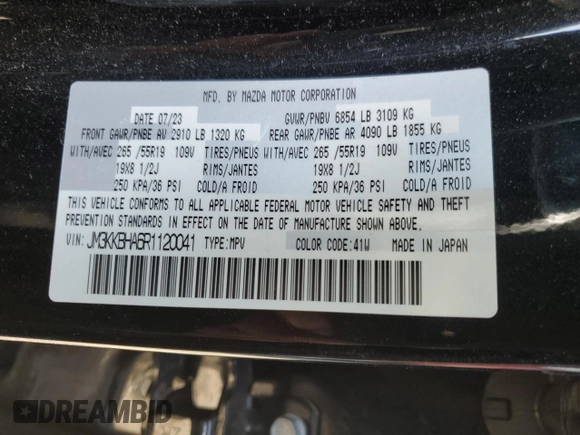 MFD. BY MAZDA MOTOR CORPORATION
DATE 07/23 GVWR/PNBV 6854 LB 3109 KG
FRONT GAWR/PNBE AV 2910 LB 1320 KG REAR GAWR/PNBE AR 4090 LB 1855 KG
WITH/AVEC 265 /55R19 109V TIRES/PNEUS WITH/AVEC 265 /55R19 109V TIRES/PNEUS
19X8 1/2J RIMS/JANTES 19X8 1/2J RIMS/JANTES
250 KPA/36 PSI COLD/A FROID 250 KPA/36 PSI COLD/A FROID
THIS VEHICLE CONFORMS TO ALL APPLICABLE FEDERAL MOTOR VEHICLE SAFETY AND THEFT
PREVENTION STANDARDS IN EFFECT ON THE DATE OF MANUFACTURE SHOWN ABOVE.
VIN: JM3KKBHA6R1120041 TYPE: MPV COLOR CODE: 41W MADE IN JAPAN
DREAMBID